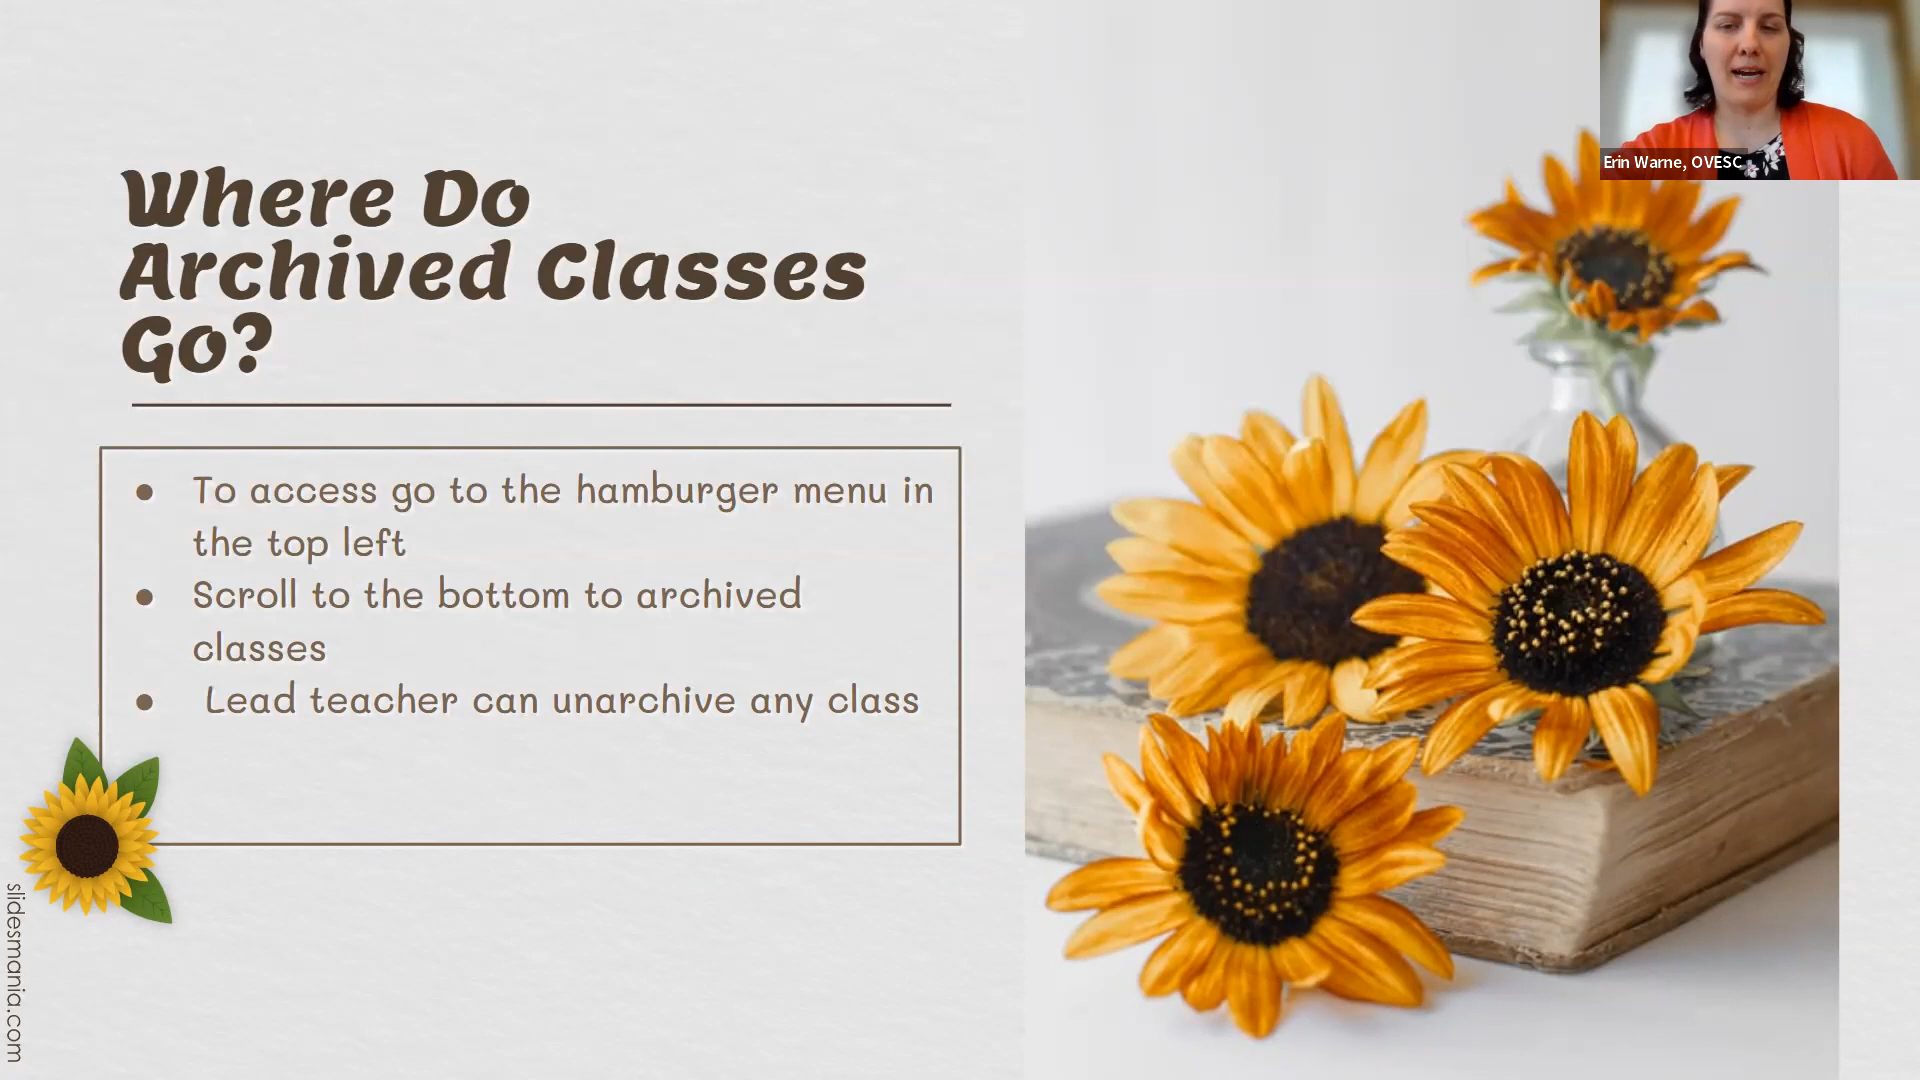 Where Do
Archived Classes
Go?
● To access go to the hamburger menu in
the top left
● Scroll to the bottom to archived
classes
● Lead teacher can unarchive any class
Erin Warne, OVESC
slidesmania.com